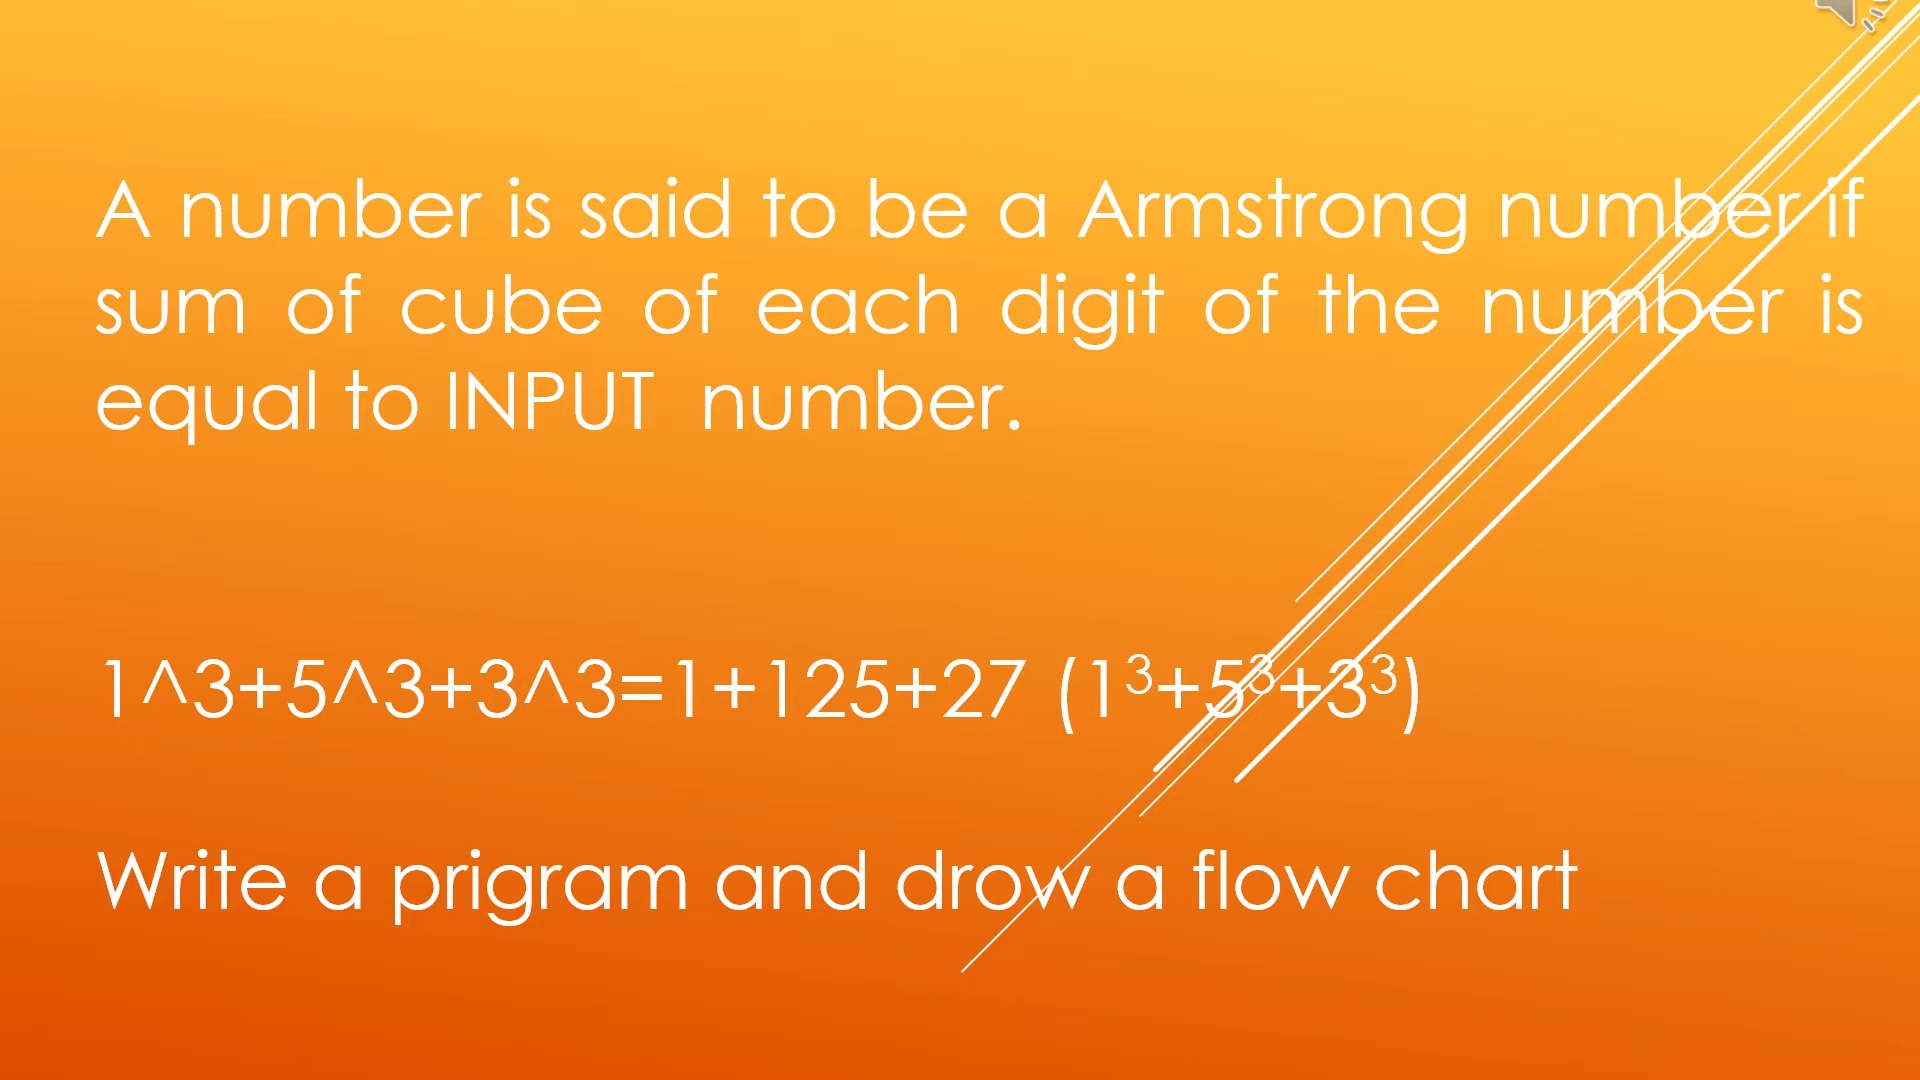 A number is said to be a Armstrong number if
sum of cube of each digit of the number is
equal to INPUT  number.
1^3+5^3+3^3=1+125+27 (1³+5³+3³)
Write a prigram and drow a flow chart